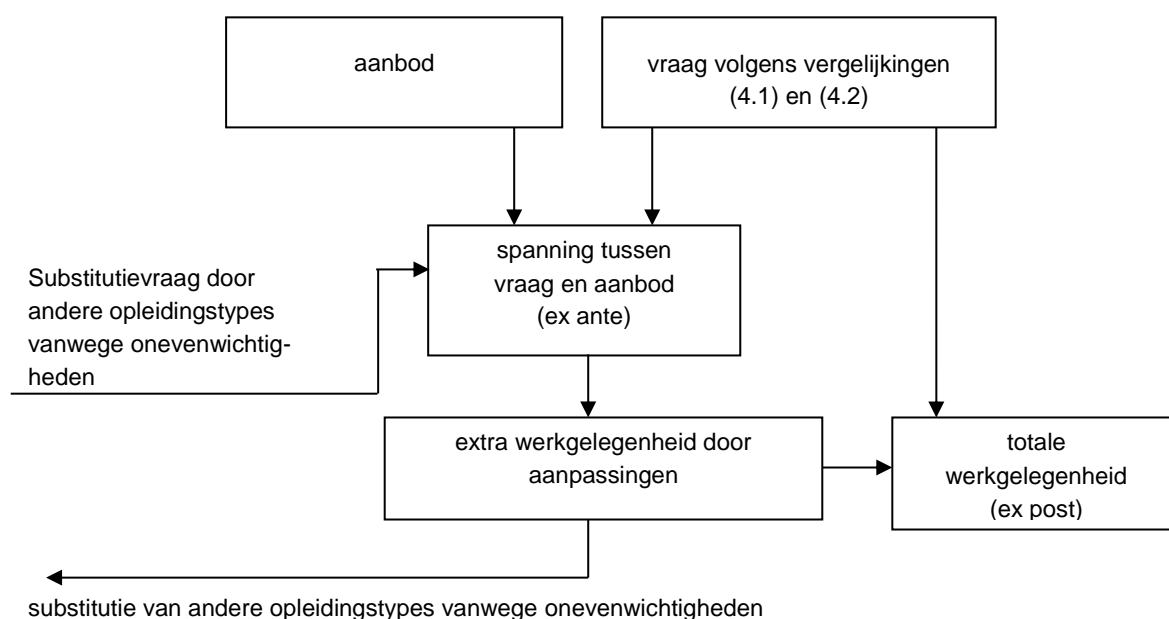 aanbod
vraag volgens vergelijkingen
(4.1) en (4.2)
spanning tussen
vraag en aanbod
(ex ante)
Substitutievraag door
andere opleidingstypes
vanwege onevenwichtig-
heden
extra werkgelegenheid door
aanpassingen
totale
werkgelegenheid
(ex post)
substitutie van andere opleidingstypes vanwege onevenwichtigheden